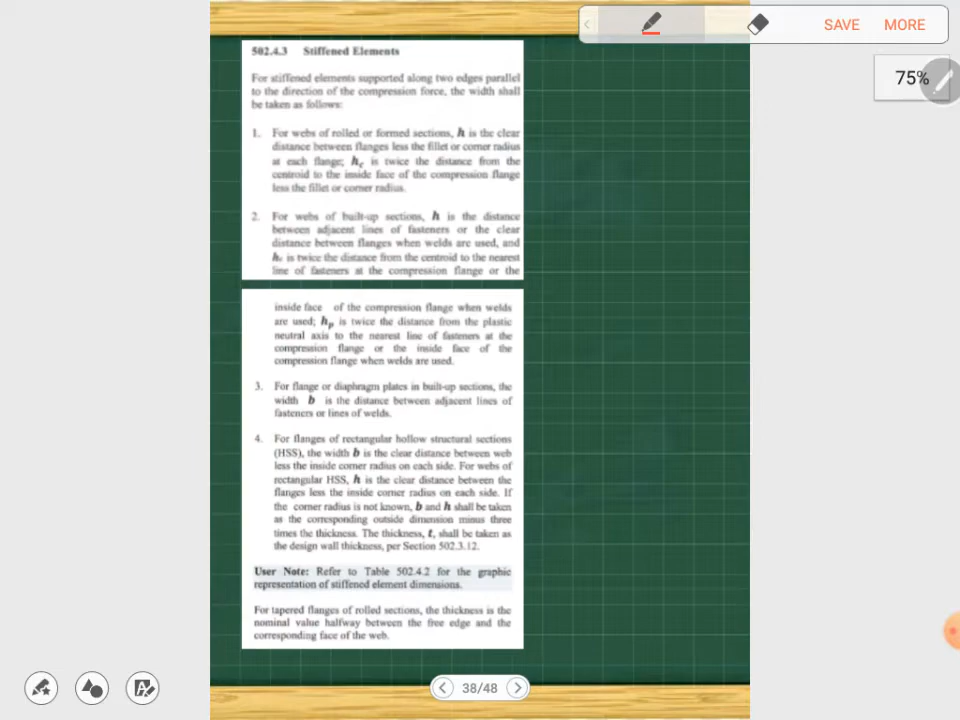 SAVE MORE
75%
502.4.3 Stiffened Elements
For stiffened elements supported along two edges parallel
to the direction of the compression force, the width shall
be taken as follows:
1. For webs of rolled or formed sections, h is the clear
distance between flanges less the fillet or corner radius
at each flange; hc is twice the distance from the
centroid to the inside face of the compression flange
less the fillet or corner radius.
2. For webs of built-up sections, h is the distance
between adjacent lines of fasteners or the clear
distance between flanges when welds are used, and
hc is twice the distance from the centroid to the nearest
line of fasteners at the compression flange or the
inside face of the compression flange when welds
are used; hp is twice the distance from the plastic
neutral axis to the nearest line of fasteners at the
compression flange or the inside face of the
compression flange when welds are used.
3. For flange or diaphragm plates in built-up sections, the
width b is the distance between adjacent lines of
fasteners or lines of welds.
4. For flanges of rectangular hollow structural sections
(HSS), the width b is the clear distance between web
less the inside corner radius on each side. For webs of
rectangular HSS, h is the clear distance between the
flanges less the inside corner radius on each side. If
the corner radius is not known, b and h shall be taken
as the corresponding outside dimension minus three
times the thickness. The thickness, t, shall be taken as
the design wall thickness, per Section 502.3.12.
User Note: Refer to Table 502.4.2 for the graphic
representation of stiffened element dimensions.
For tapered flanges of rolled sections, the thickness is the
nominal value halfway between the free edge and the
corresponding face of the web.
38/48